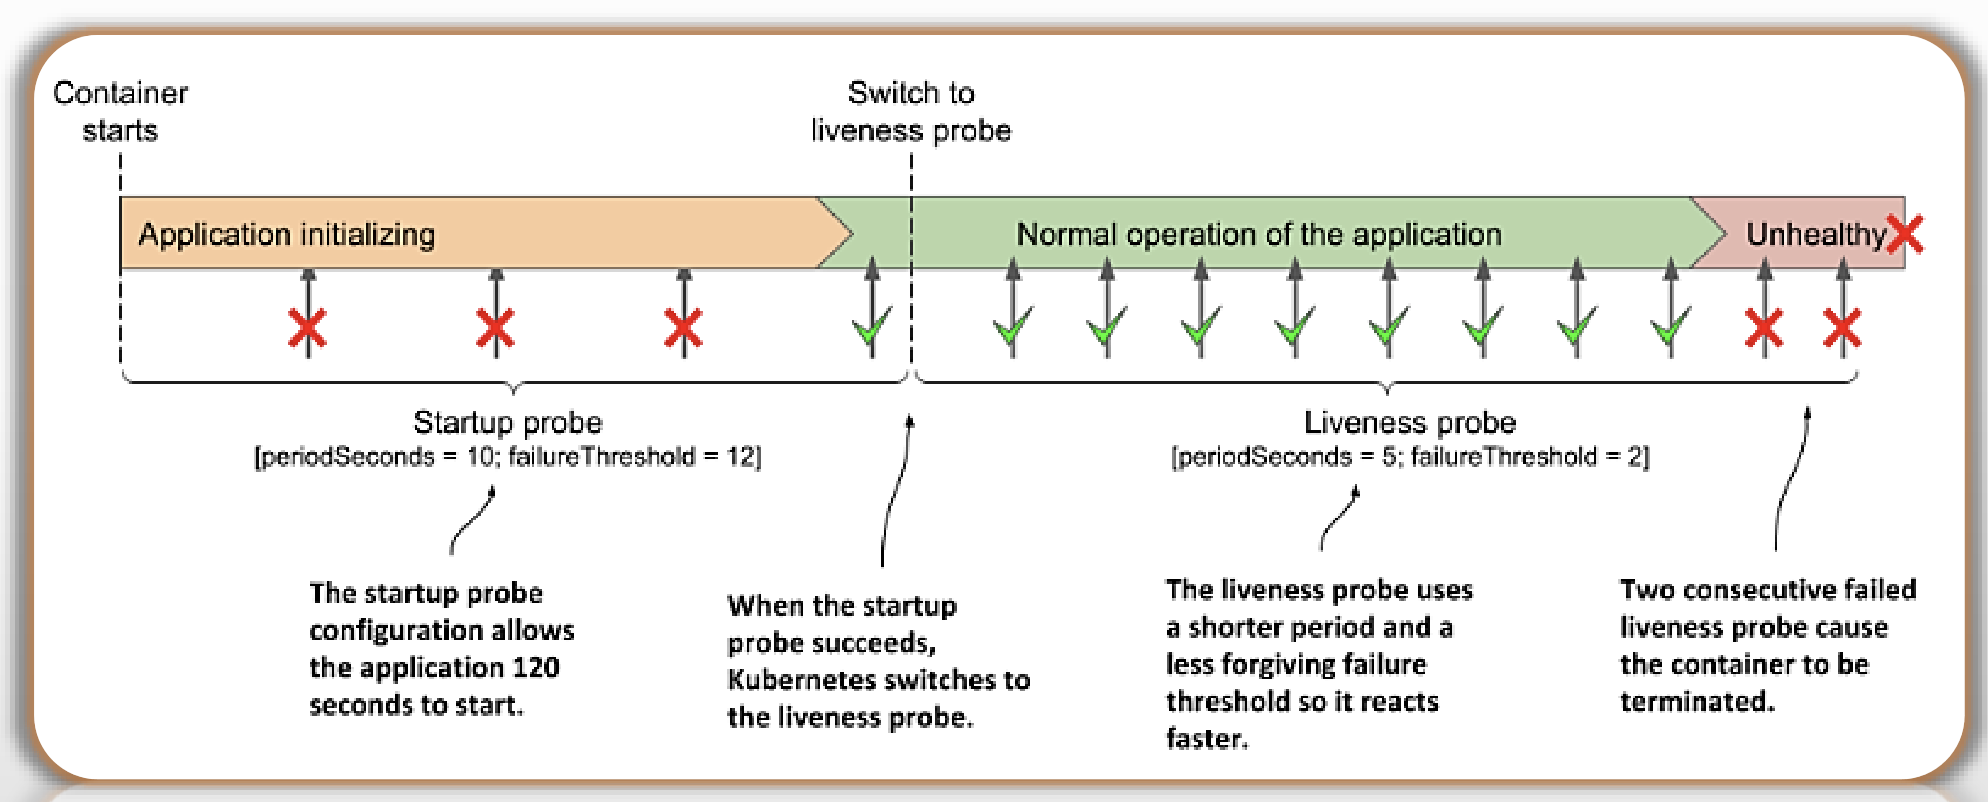 Container
starts
Switch to
liveness probe
Application initializing
Normal operation of the application
Unhealthy
Startup probe
[periodSeconds = 10; failureThreshold = 12]
Liveness probe
[periodSeconds = 5; failureThreshold = 2]
The startup probe
configuration allows
the application 120
seconds to start.
When the startup
probe succeeds,
Kubernetes switches to
the liveness probe.
The liveness probe uses
a shorter period and a
less forgiving failure
threshold so it reacts
faster.
Two consecutive failed
liveness probe cause
the container to be
terminated.